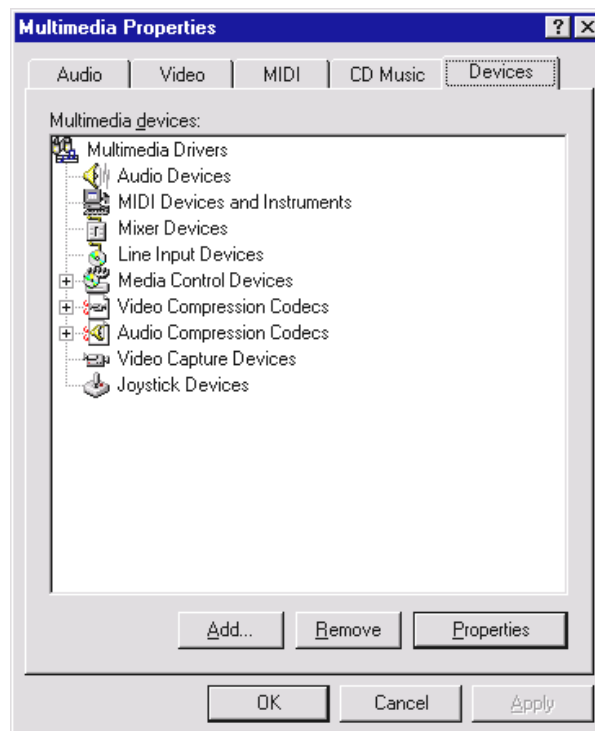 Multimedia Properties
Audio Video MIDI CD Music Devices
Multimedia devices:
Multimedia Drivers
Audio Devices
MIDI Devices and Instruments
Mixer Devices
Line Input Devices
Media Control Devices
Video Compression Codecs
Audio Compression Codecs
Video Capture Devices
Joystick Devices
Add... Remove Properties
OK Cancel Apply